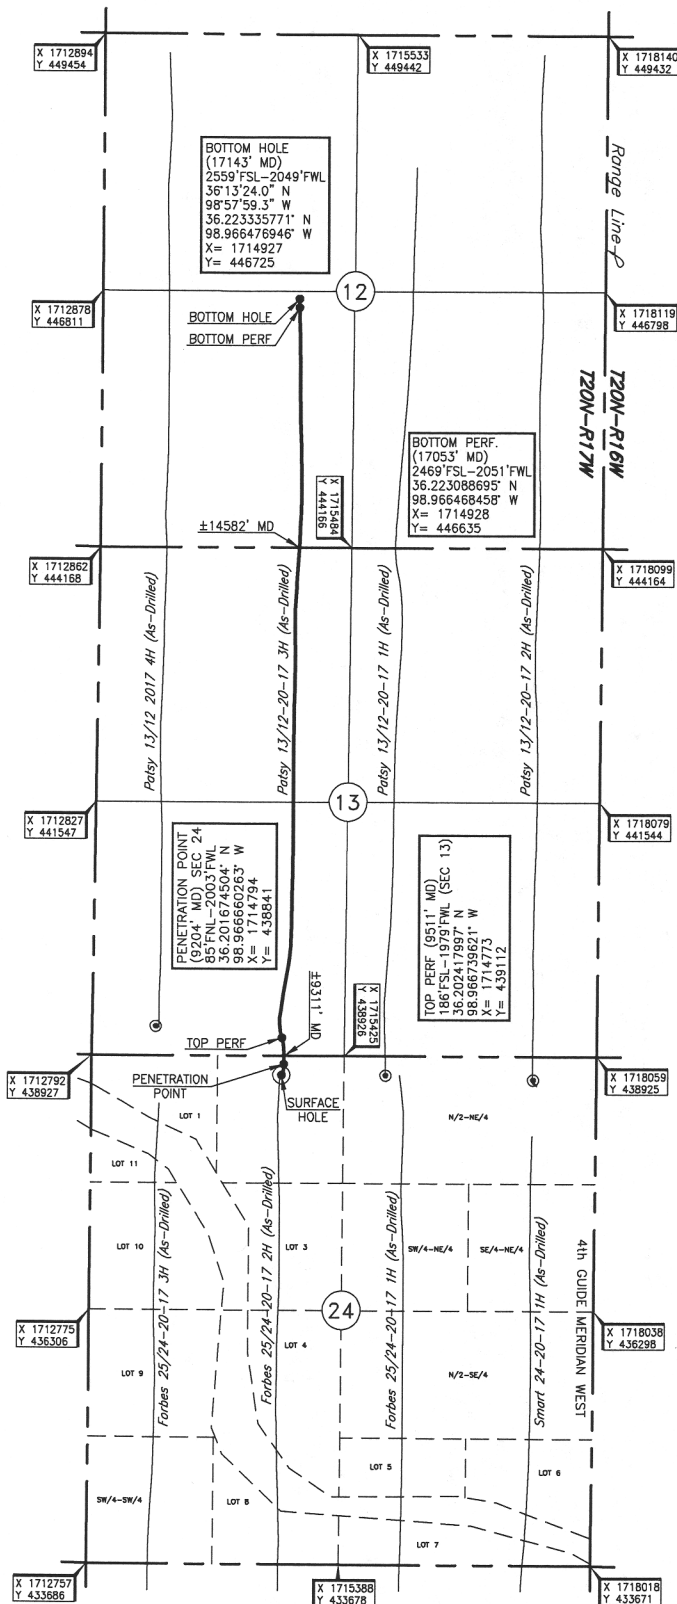 X 1712894
Y 449454
X 1715533
Y 449442
X 1718140
Y 449432
BOTTOM HOLE
(17143' MD)
2559'FSL-2049'FWL
36°13'24.0" N
98°57'59.3" W
36.223335771° N
98.966476946° W
X= 1714927
Y= 446725
Range Line
12
X 1712878
Y 446811
X 1718119
Y 446798
BOTTOM HOLE
BOTTOM PERF
T20N-R17W
T20N-R16W
BOTTOM PERF.
(17053' MD)
2469'FSL-2051'FWL
36.223088695° N
98.966468458° W
X= 1714928
Y= 446635
X 1715484
Y 444166
±14582' MD
X 1712862
Y 444168
X 1718099
Y 444164
Patsy 13/12 2017 4H (As-Drilled)
Patsy 13/12-20-17 3H (As-Drilled)
Patsy 13/12-20-17 1H (As-Drilled)
Patsy 13/12-20-17 2H (As-Drilled)
13
X 1712827
Y 441547
X 1718079
Y 441544
PENETRATION POINT
(9204' MD) SEC 24
85'FNL-2003'FWL
36.201674504° N
98.966660263° W
X= 1714794
Y= 438841
TOP PERF (9511' MD)
186'FSL-1979'FWL (SEC 13)
36.202417997° N
98.966739621° W
X= 1714773
Y= 439112
±9311' MD
X 1715425
Y 438926
TOP PERF
X 1712792
Y 438927
X 1718059
Y 438925
PENETRATION
POINT
SURFACE
HOLE
LOT 1
N/2-NE/4
LOT 11
LOT 10
LOT 3
SW/4-NE/4
SE/4-NE/4
Forbes 25/24-20-17 3H (As-Drilled)
Forbes 25/24-20-17 2H (As-Drilled)
Forbes 25/24-20-17 1H (As-Drilled)
Smart 24-20-17 1H (As-Drilled)
4th GUIDE MERIDIAN WEST
24
X 1712775
Y 436306
X 1718038
Y 436298
LOT 9
LOT 4
N/2-SE/4
LOT 5
LOT 6
SW/4-SW/4
LOT 8
LOT 7
X 1712757
Y 433686
X 1715388
Y 433678
X 1718018
Y 433671